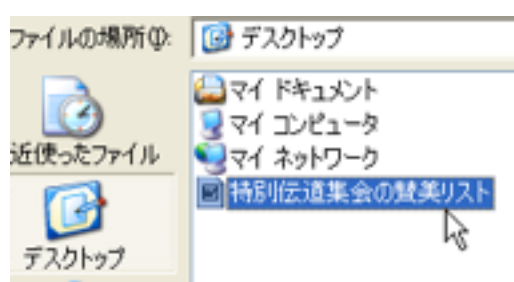 ファイルの場所(I):
デスクトップ
マイ ドキュメント
マイ コンピュータ
マイ ネットワーク
特別伝道集会の賛美リスト
近使ったファイル
デスクトップ